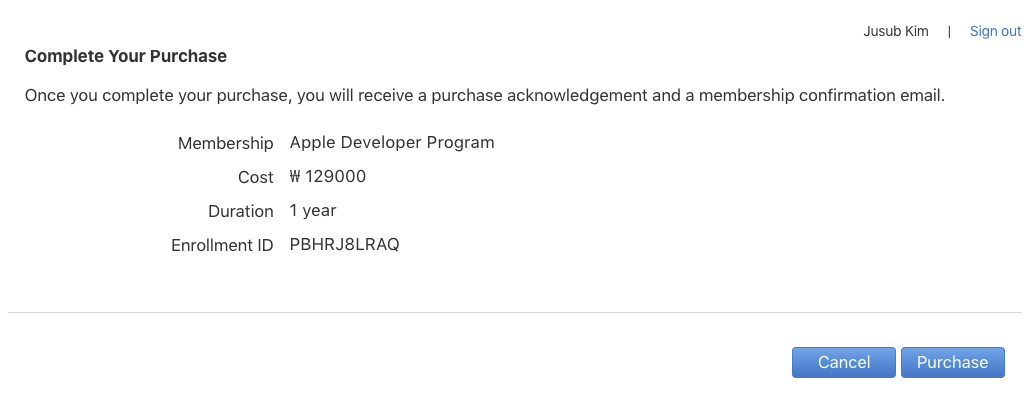 Jusub Kim | Sign out
Complete Your Purchase
Once you complete your purchase, you will receive a purchase acknowledgement and a membership confirmation email.
Membership Apple Developer Program
Cost ₩ 129000
Duration 1 year
Enrollment ID PBHRJ8LRAQ
Cancel Purchase